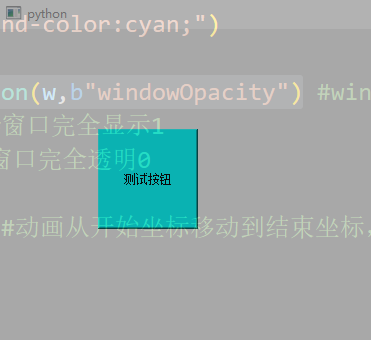 python
nd-color:cyan;")
on(w,b"windowOpacity") #win
窗口完全显示1
窗口完全透明0
测试按钮
#动画从开始坐标移动到结束坐标，